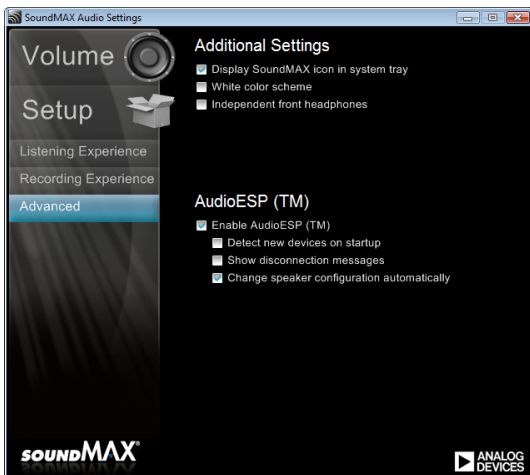 SoundMAX Audio Settings
Volume
Setup
Listening Experience
Recording Experience
Advanced
Additional Settings
Display SoundMAX icon in system tray
White color scheme
Independent front headphones
AudioESP (TM)
Enable AudioESP (TM)
Detect new devices on startup
Show disconnection messages
Change speaker configuration automatically
SOUNDMAX®
ANALOG
DEVICES